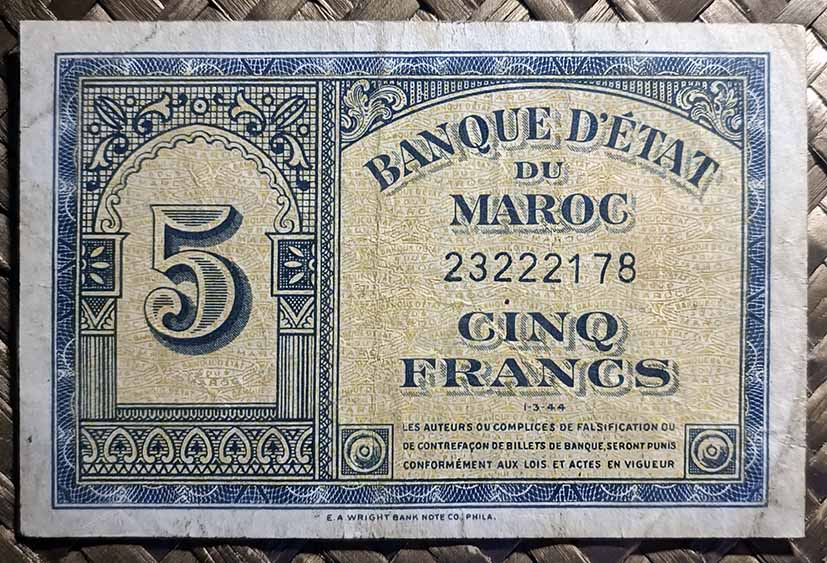 BANQUE D'ÉTAT
DU
MAROC
23222178
5
CINQ
FRANCS
1-3-44
LES AUTEURS OU COMPLICES DE FALSIFICATION OU
DE CONTREFAÇON DE BILLETS DE BANQUE, SERONT PUNIS
CONFORMÉMENT AUX LOIS ET ACTES EN VIGUEUR
E. A. WRIGHT BANK NOTE CO. PHILA.